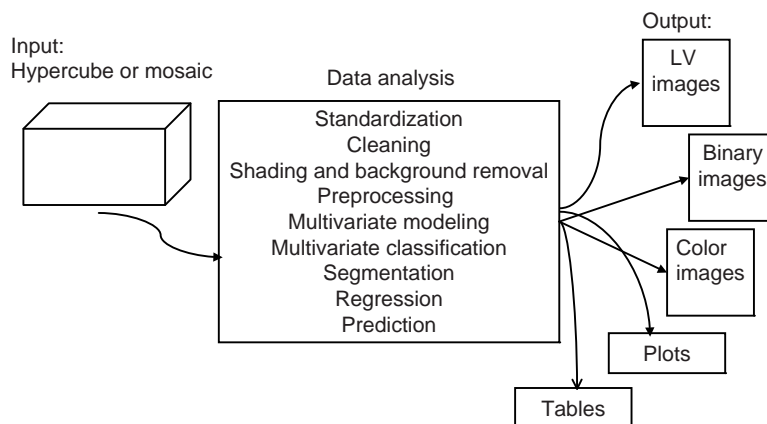 Input:
Hypercube or mosaic
Data analysis
Standardization
Cleaning
Shading and background removal
Preprocessing
Multivariate modeling
Multivariate classification
Segmentation
Regression
Prediction
Output:
LV
images
Binary
images
Color
images
Plots
Tables